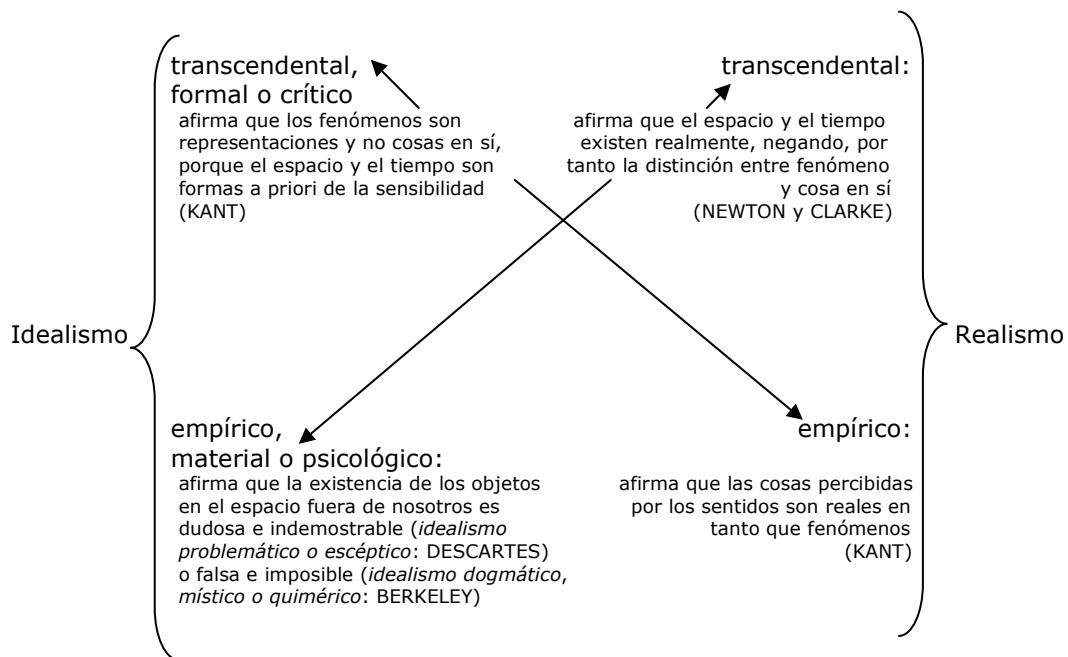 transcendental,
formal o crítico
afirma que los fenómenos son
representaciones y no cosas en sí,
porque el espacio y el tiempo son
formas a priori de la sensibilidad
(KANT)
transcendental:
afirma que el espacio y el tiempo
existen realmente, negando, por
tanto la distinción entre fenómeno
y cosa en sí
(NEWTON y CLARKE)
Idealismo
Realismo
empírico,
material o psicológico:
afirma que la existencia de los objetos
en el espacio fuera de nosotros es
dudosa e indemostrable (idealismo
problemático o escéptico: DESCARTES)
o falsa e imposible (idealismo dogmático,
místico o quimérico: BERKELEY)
empírico:
afirma que las cosas percibidas
por los sentidos son reales en
tanto que fenómenos
(KANT)